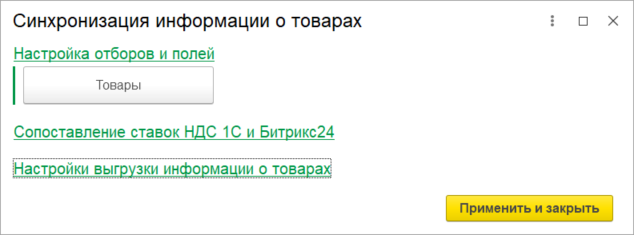 Синхронизация информации о товарах
Настройка отборов и полей
Товары
Сопоставление ставок НДС 1С и Битрикс24
Настройки выгрузки информации о товарах
Применить и закрыть